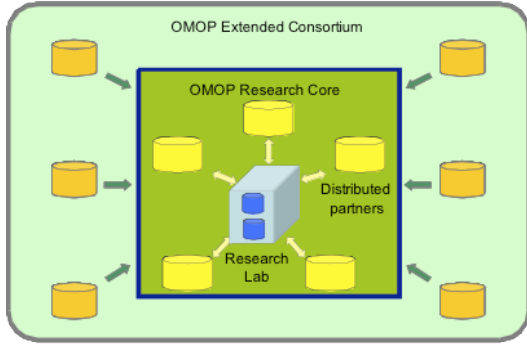 OMOP Extended Consortium
OMOP Research Core
Distributed
partners
Research
Lab